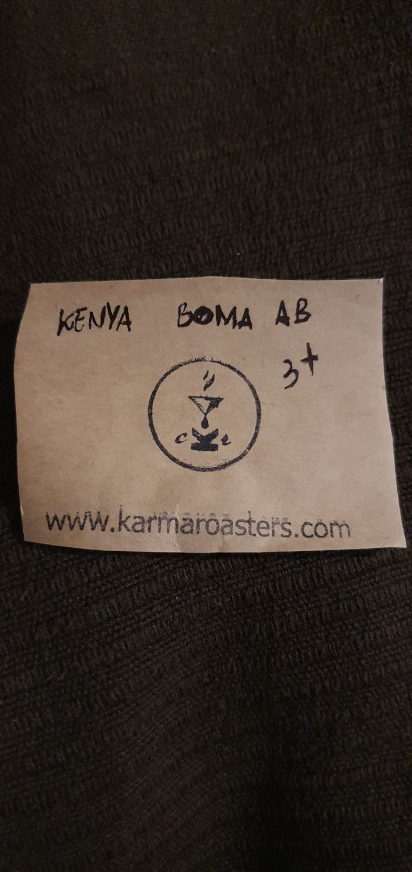 KENYA BOMA AB
3+
c t
www.karmaroasters.com